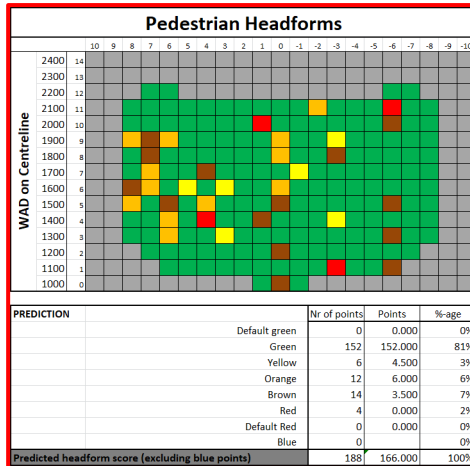 Pedestrian Headforms
10 9 8 7 6 5 4 3 2 1 0 -1 -2 -3 -4 -5 -6 -7 -8 -9 -10
WAD on Centreline
2400 14
2300 13
2200 12
2100 11
2000 10
1900 9
1800 8
1700 7
1600 6
1500 5
1400 4
1300 3
1200 2
1100 1
1000 0
PREDICTION Nr of points Points %-age
Default green 0 0.000 0%
Green 152 152.000 81%
Yellow 6 4.500 3%
Orange 12 6.000 6%
Brown 14 3.500 7%
Red 4 0.000 2%
Default Red 0 0.000 0%
Blue 0 0%
Predicted headform score (excluding blue points) 188 166.000 100%